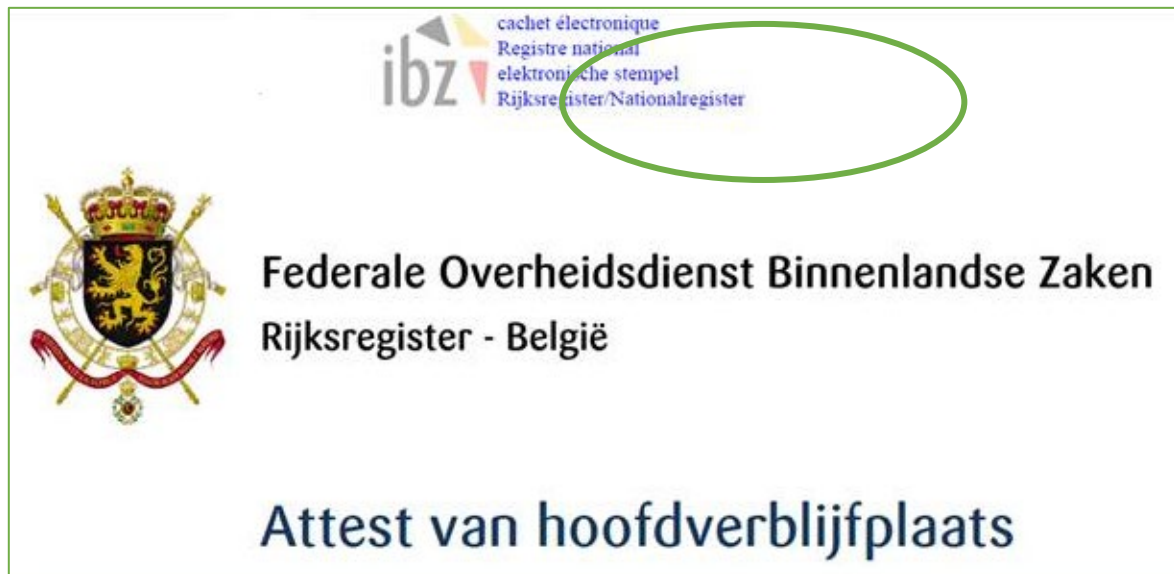 ibz
cachet électronique
Registre national
elektronische stempel
Rijksregister/Nationalregister
Federale Overheidsdienst Binnenlandse Zaken
Rijksregister - België
Attest van hoofdverblijfplaats